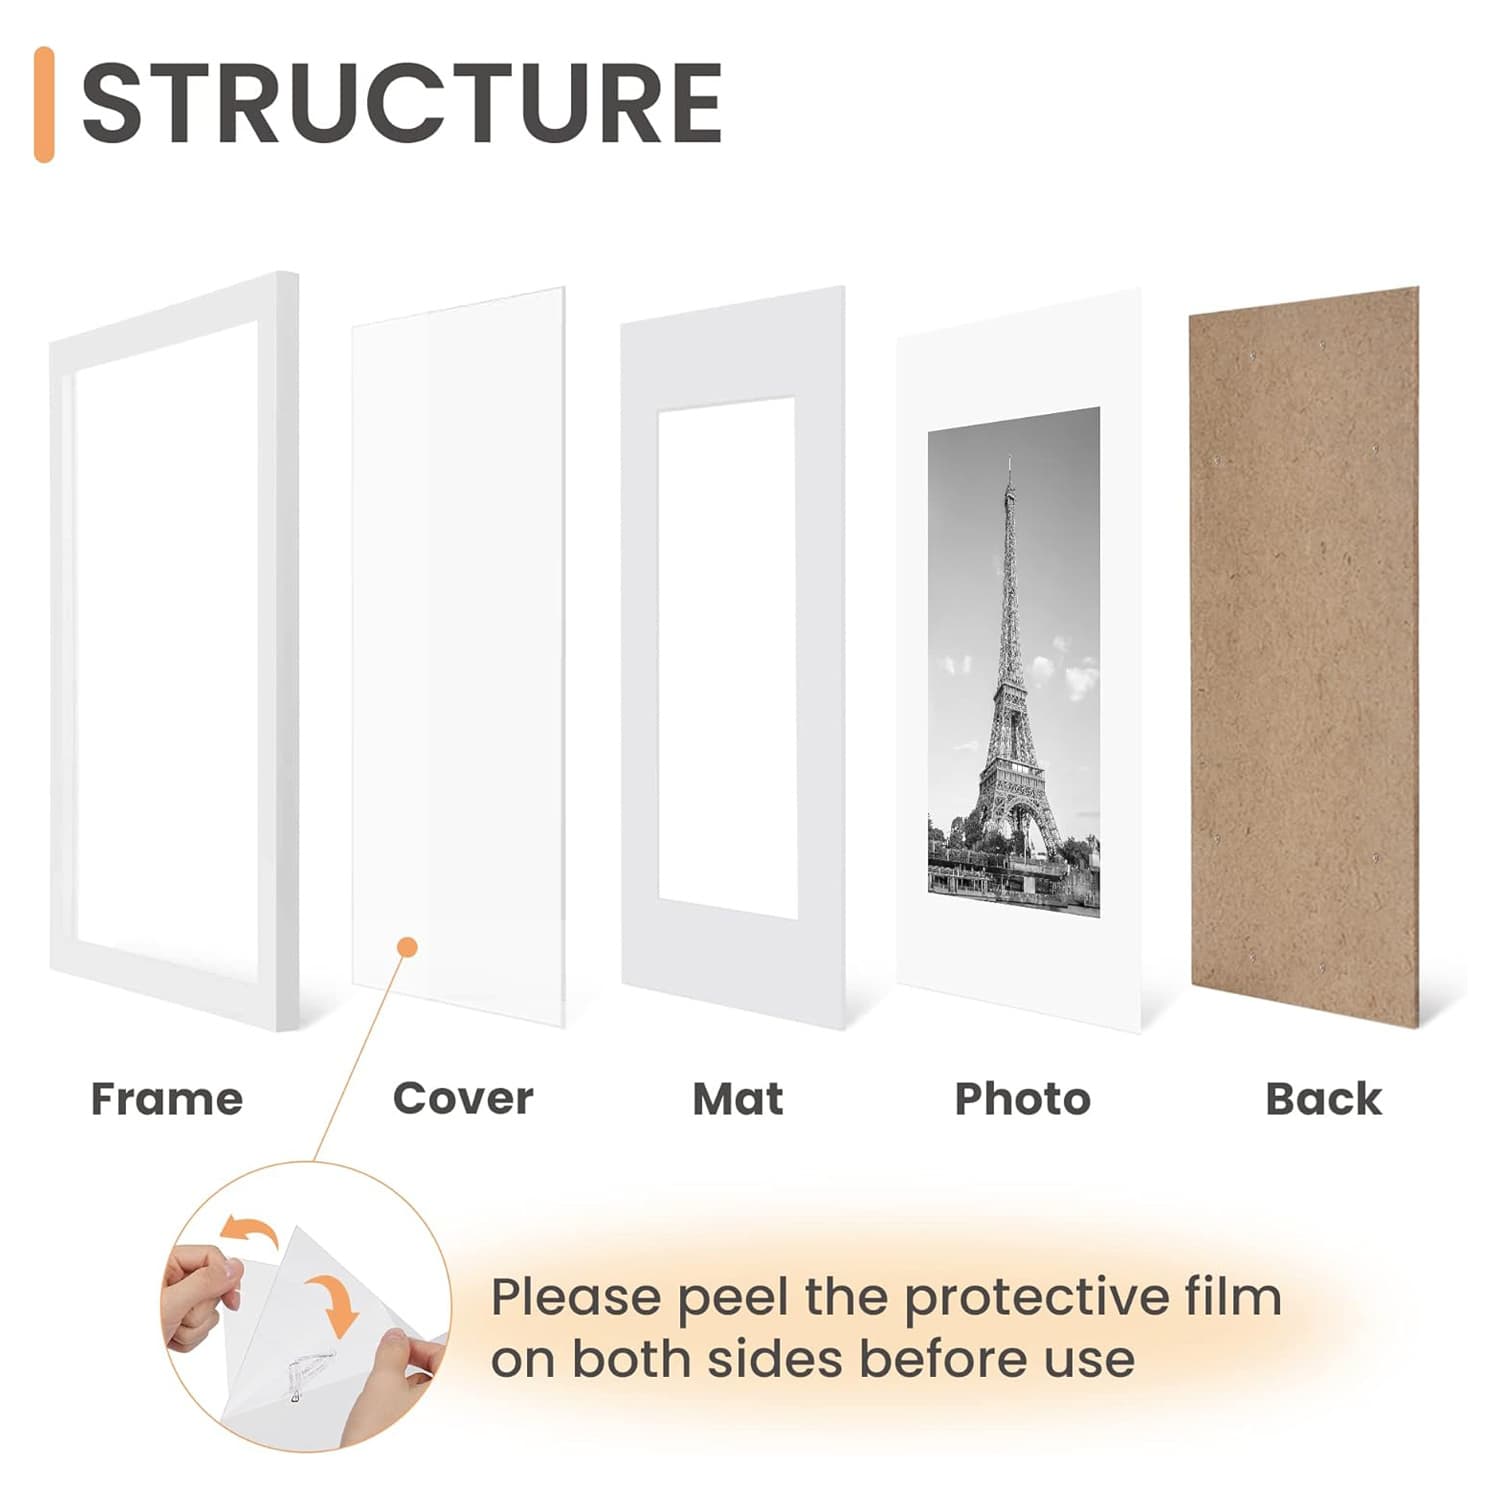 STRUCTURE
Frame
Cover
Mat
Photo
Back
Please peel the protective film
on both sides before use